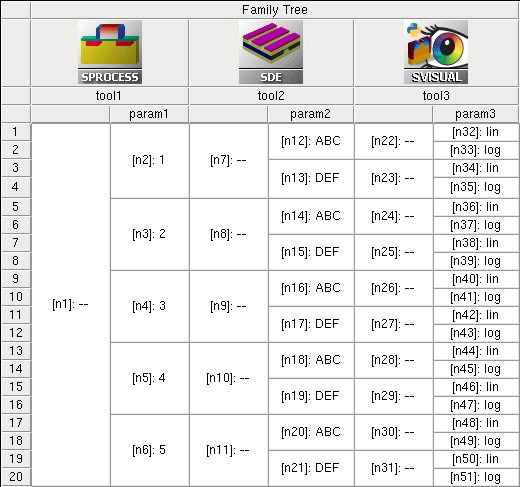 Family Tree
SPROCESS SDE SVISUAL
tool1 tool2 tool3
param1 param2 param3
1 [n1]: -- [n2]: 1 [n7]: -- [n12]: ABC [n22]: -- [n32]: lin
2 [n33]: log
3 [n13]: DEF [n23]: -- [n34]: lin
4 [n35]: log
5 [n3]: 2 [n8]: -- [n14]: ABC [n24]: -- [n36]: lin
6 [n37]: log
7 [n15]: DEF [n25]: -- [n38]: lin
8 [n39]: log
9 [n4]: 3 [n9]: -- [n16]: ABC [n26]: -- [n40]: lin
10 [n41]: log
11 [n17]: DEF [n27]: -- [n42]: lin
12 [n43]: log
13 [n5]: 4 [n10]: -- [n18]: ABC [n28]: -- [n44]: lin
14 [n45]: log
15 [n19]: DEF [n29]: -- [n46]: lin
16 [n47]: log
17 [n6]: 5 [n11]: -- [n20]: ABC [n30]: -- [n48]: lin
18 [n49]: log
19 [n21]: DEF [n31]: -- [n50]: lin
20 [n51]: log